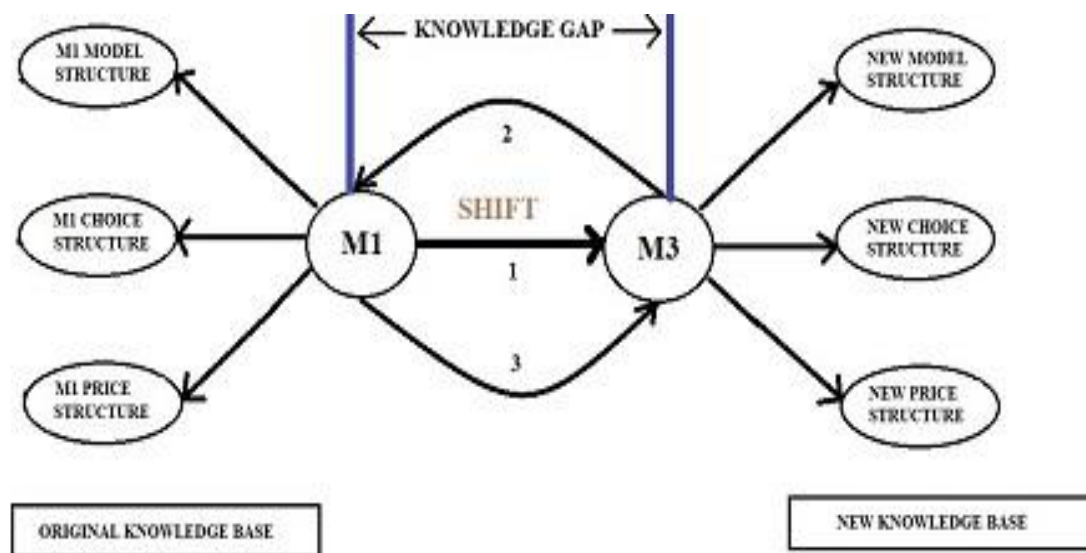 KNOWLEDGE GAP
M1 MODEL
STRUCTURE
NEW MODEL
STRUCTURE
2
M1 CHOICE
STRUCTURE
M1
SHIFT
1
M3
NEW CHOICE
STRUCTURE
3
M1 PRICE
STRUCTURE
NEW PRICE
STRUCTURE
ORIGINAL KNOWLEDGE BASE
NEW KNOWLEDGE BASE